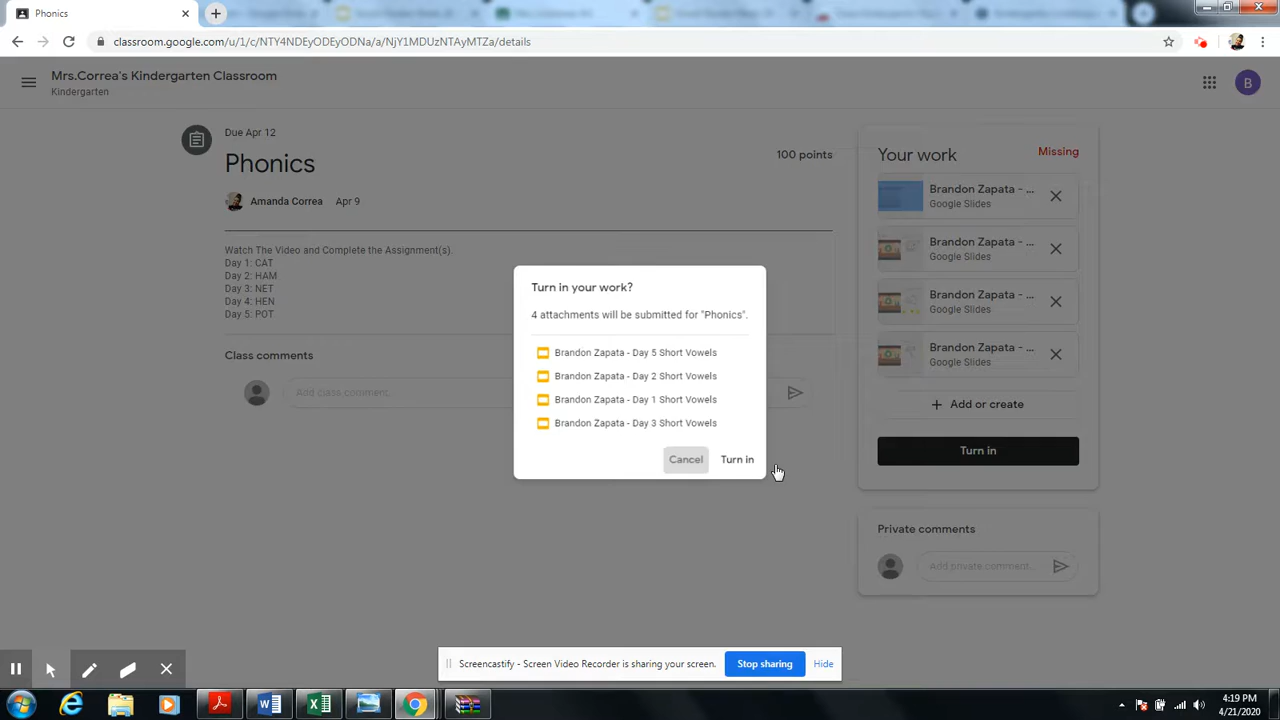 Phonics
classroom.google.com/u/1/c/NTY4NDEyODEyODNa/a/NjY1MDUzNTAyMTZa/details
Mrs.Correa's Kindergarten Classroom
Kindergarten
B
Due Apr 12
Phonics
100 points
Amanda Correa Apr 9
Watch The Video and Complete the Assignment(s).
Day 1: CAT
Day 2: HAM
Day 3: NET
Day 4: HEN
Day 5: POT
Class comments
Add class comment.
Your work
Missing
Brandon Zapata - ...
Google Slides
Brandon Zapata - ...
Google Slides
Brandon Zapata - ...
Google Slides
Brandon Zapata - ...
Google Slides
+ Add or create
Turn in
Private comments
Add private comment...
Turn in your work?
4 attachments will be submitted for "Phonics".
Brandon Zapata - Day 5 Short Vowels
Brandon Zapata - Day 2 Short Vowels
Brandon Zapata - Day 1 Short Vowels
Brandon Zapata - Day 3 Short Vowels
Cancel Turn in
Screencastify - Screen Video Recorder is sharing your screen.
Stop sharing
Hide
4:19 PM
4/21/2020